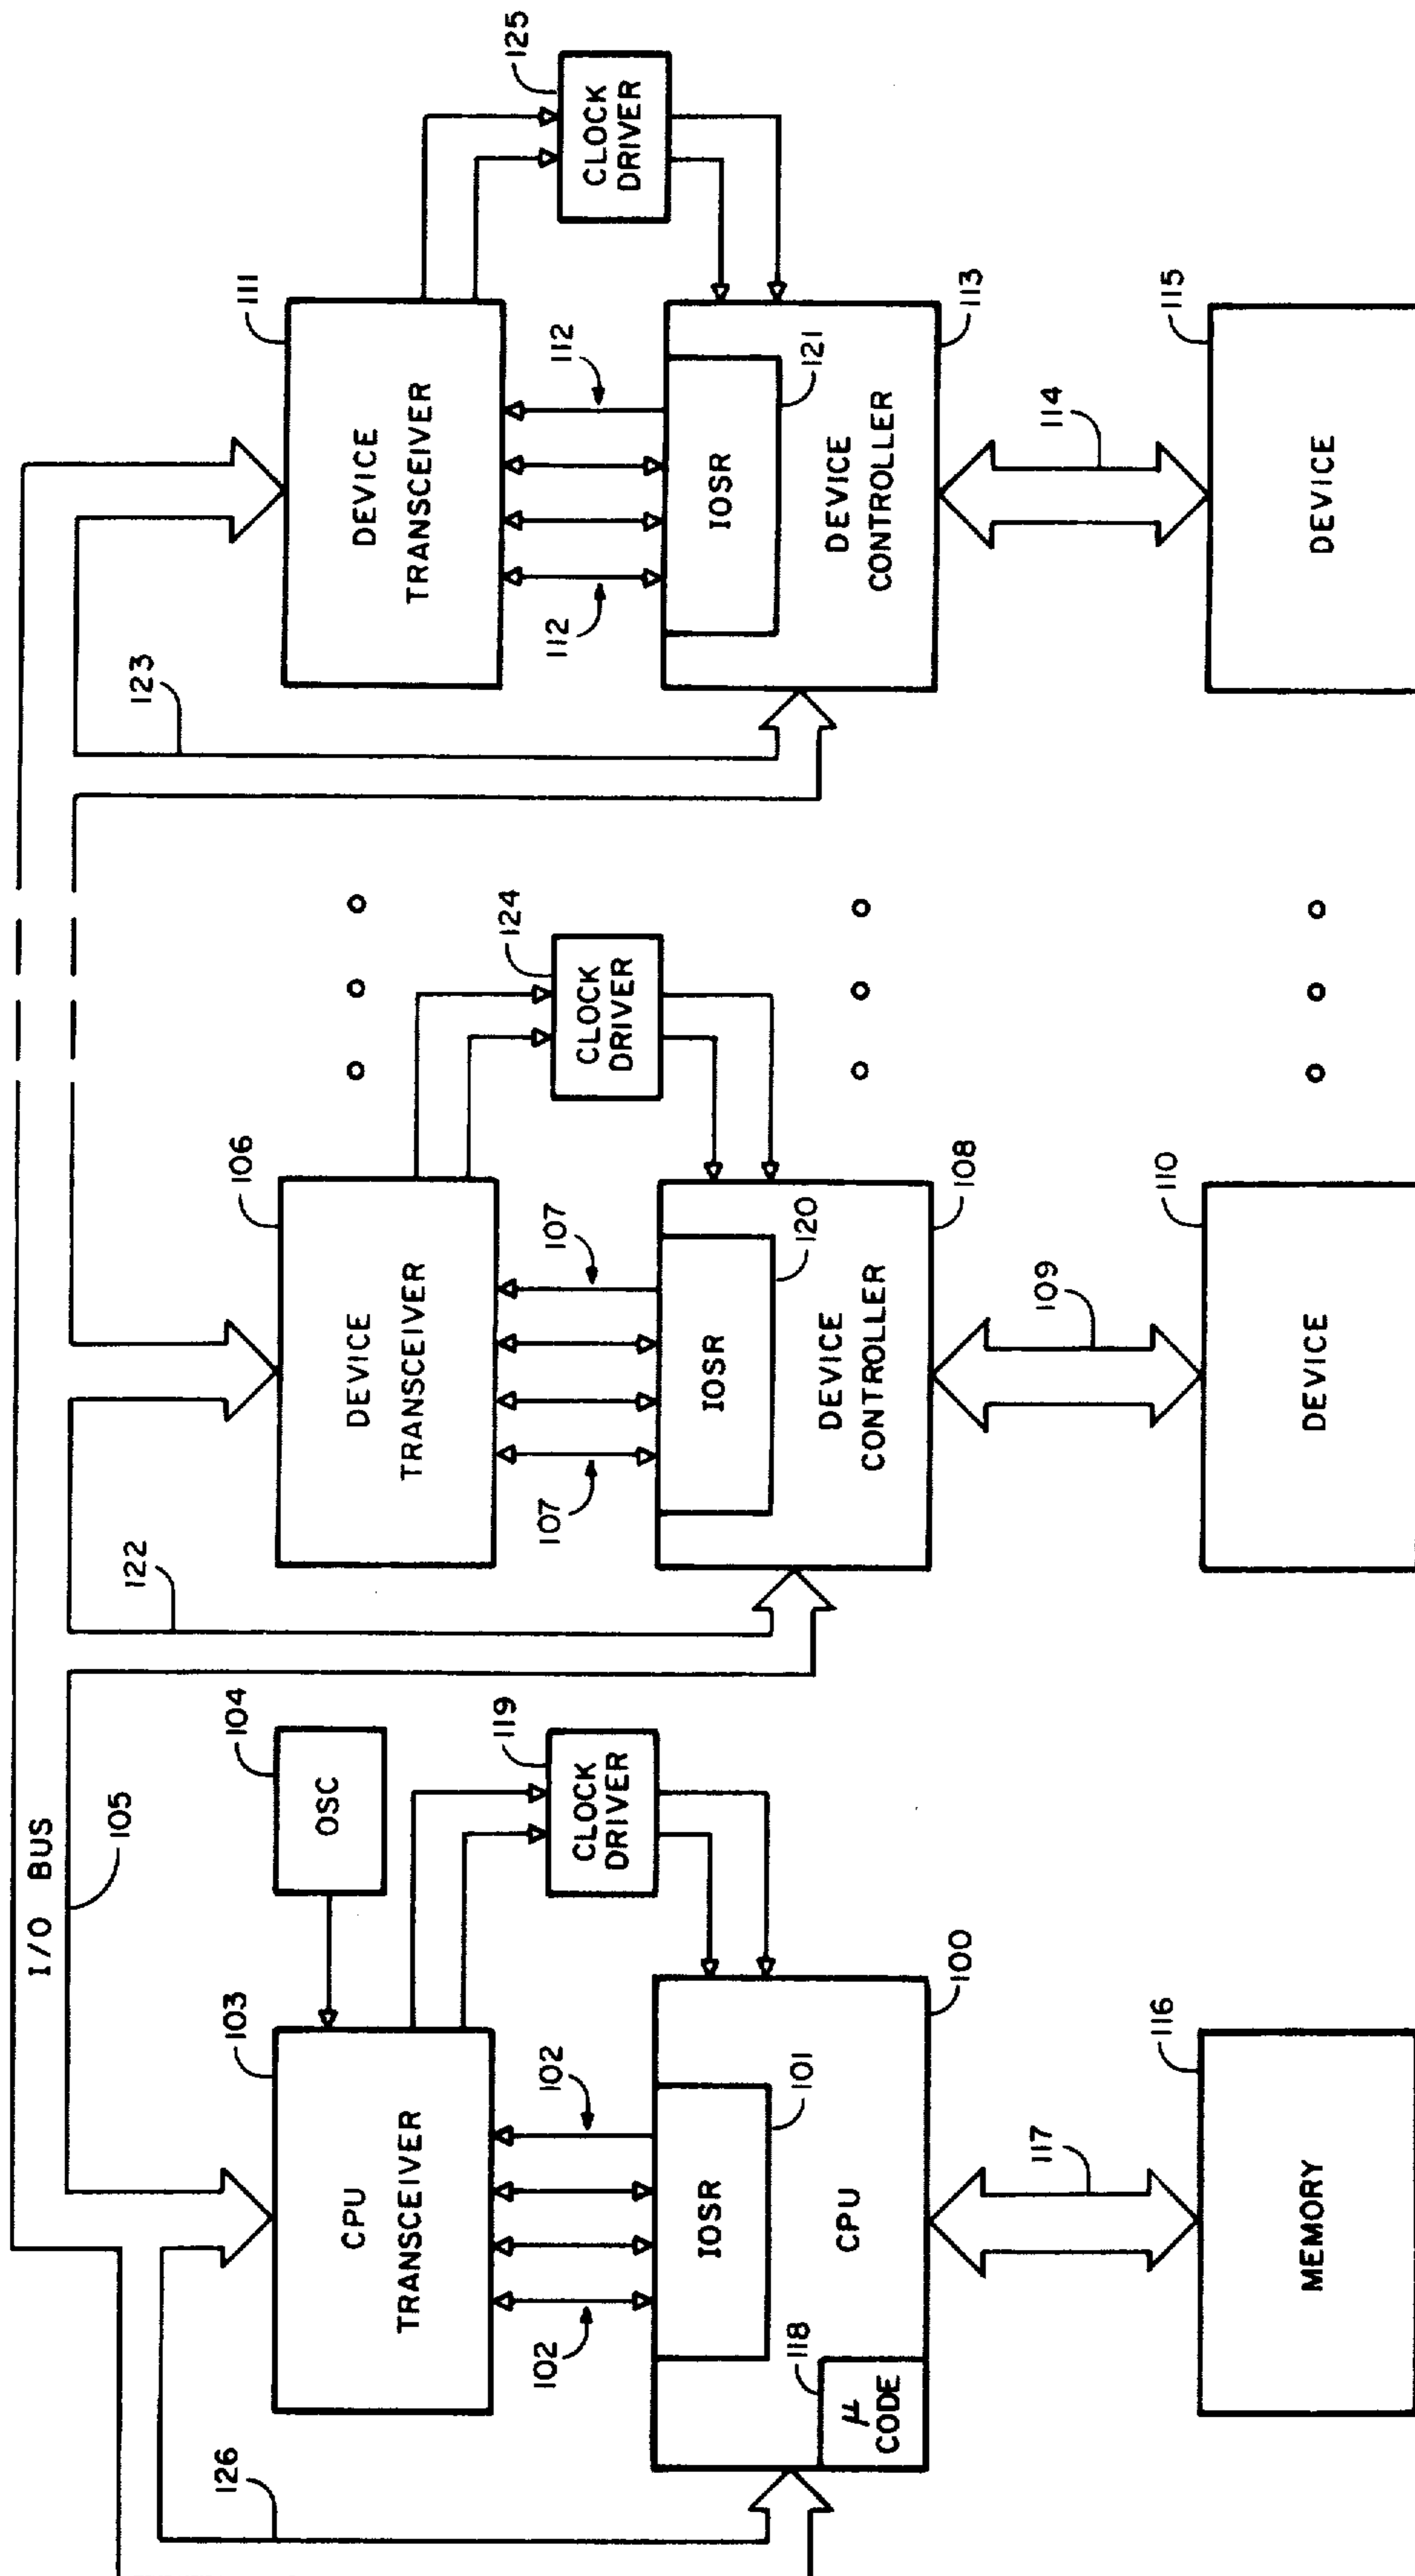 I/O BUS
105
126
103
CPU
TRANSCEIVER
104
OSC
119
CLOCK
DRIVER
102
102
101
IOSR
CPU
118
μ
CODE
100
117
116
MEMORY
122
106
DEVICE
TRANSCEIVER
124
CLOCK
DRIVER
107
107
120
IOSR
DEVICE
CONTROLLER
108
109
110
DEVICE
123
111
DEVICE
TRANSCEIVER
125
CLOCK
DRIVER
112
112
121
IOSR
DEVICE
CONTROLLER
113
114
115
DEVICE